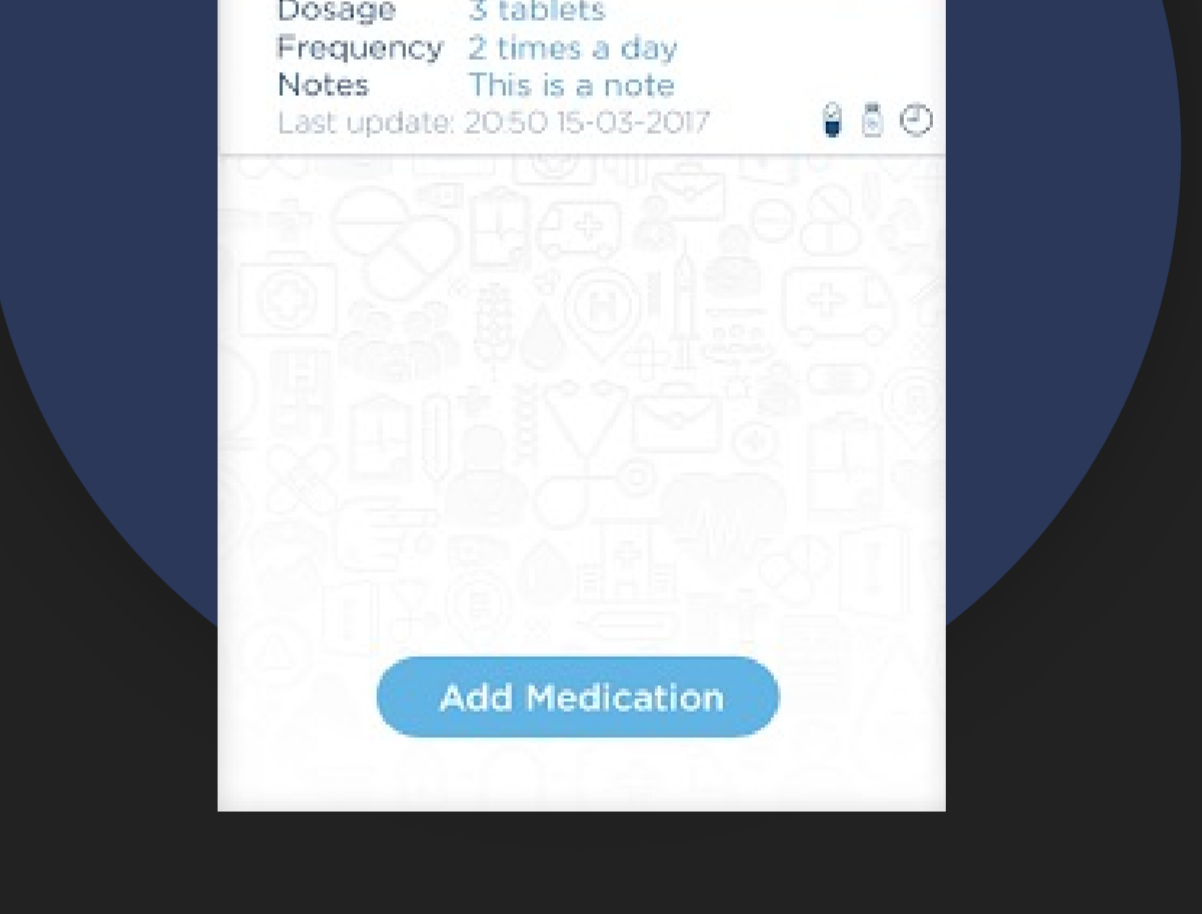 Dosage 3 tablets
Frequency 2 times a day
Notes This is a note
Last update: 20:50 15-03-2017
Add Medication